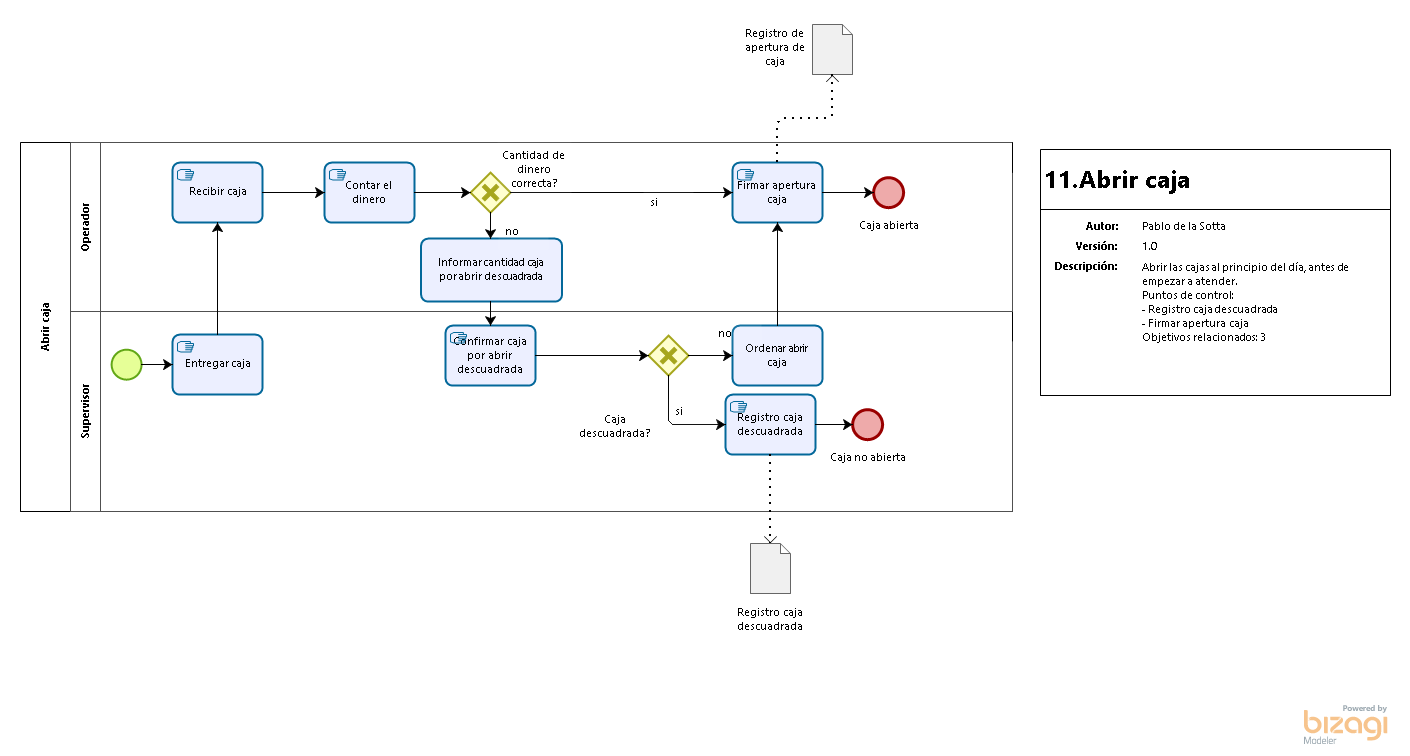 Registro de
apertura de
caja
Abrir caja
Operador
Recibir caja
Contar el
dinero
Cantidad de
dinero
correcta?
si
no
Firmar apertura
caja
Caja abierta
Informar cantidad caja
por abrir descuadrada
Supervisor
Entregar caja
Confirmar caja
por abrir
descuadrada
no
Ordenar abrir
caja
Caja
descuadrada?
si
Registro caja
descuadrada
Caja no abierta
Registro caja
descuadrada
11.Abrir caja
Autor: Pablo de la Sotta
Versión: 1.0
Descripción: Abrir las cajas al principio del día, antes de
empezar a atender.
Puntos de control:
- Registro caja descuadrada
- Firmar apertura caja
Objetivos relacionados: 3
Powered by
bizagi
Modeler